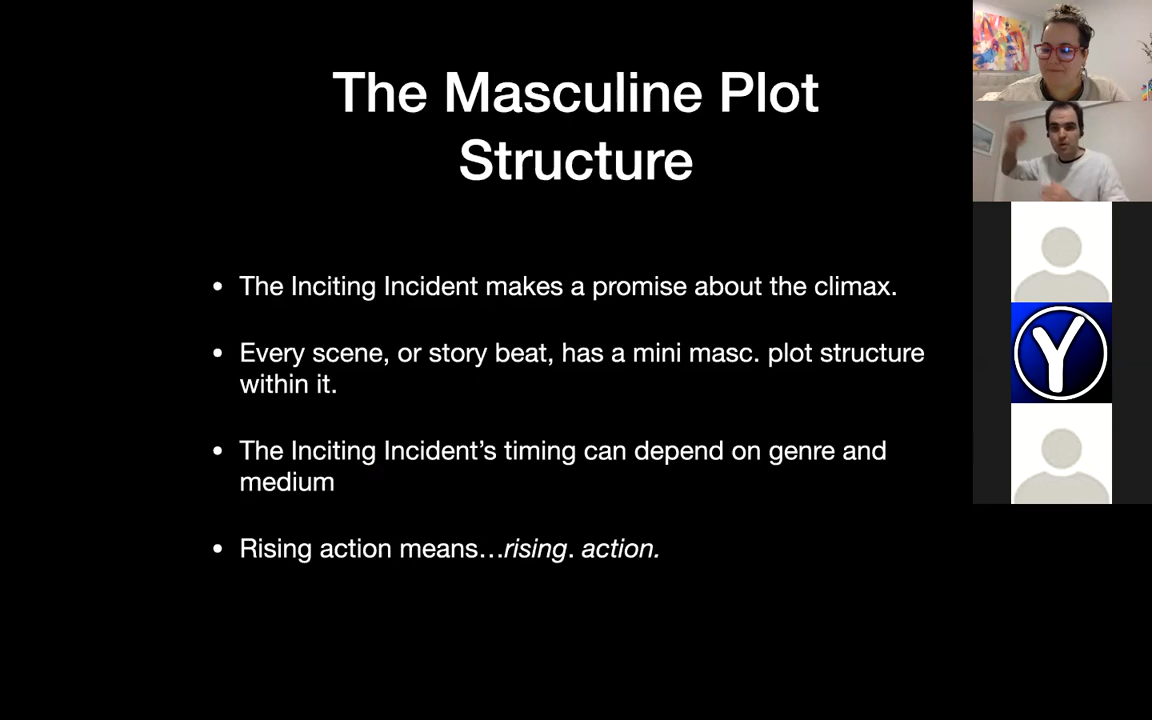 The Masculine Plot
Structure
• The Inciting Incident makes a promise about the climax.
• Every scene, or story beat, has a mini masc. plot structure
within it.
• The Inciting Incident’s timing can depend on genre and
medium
• Rising action means…rising. action.
Y